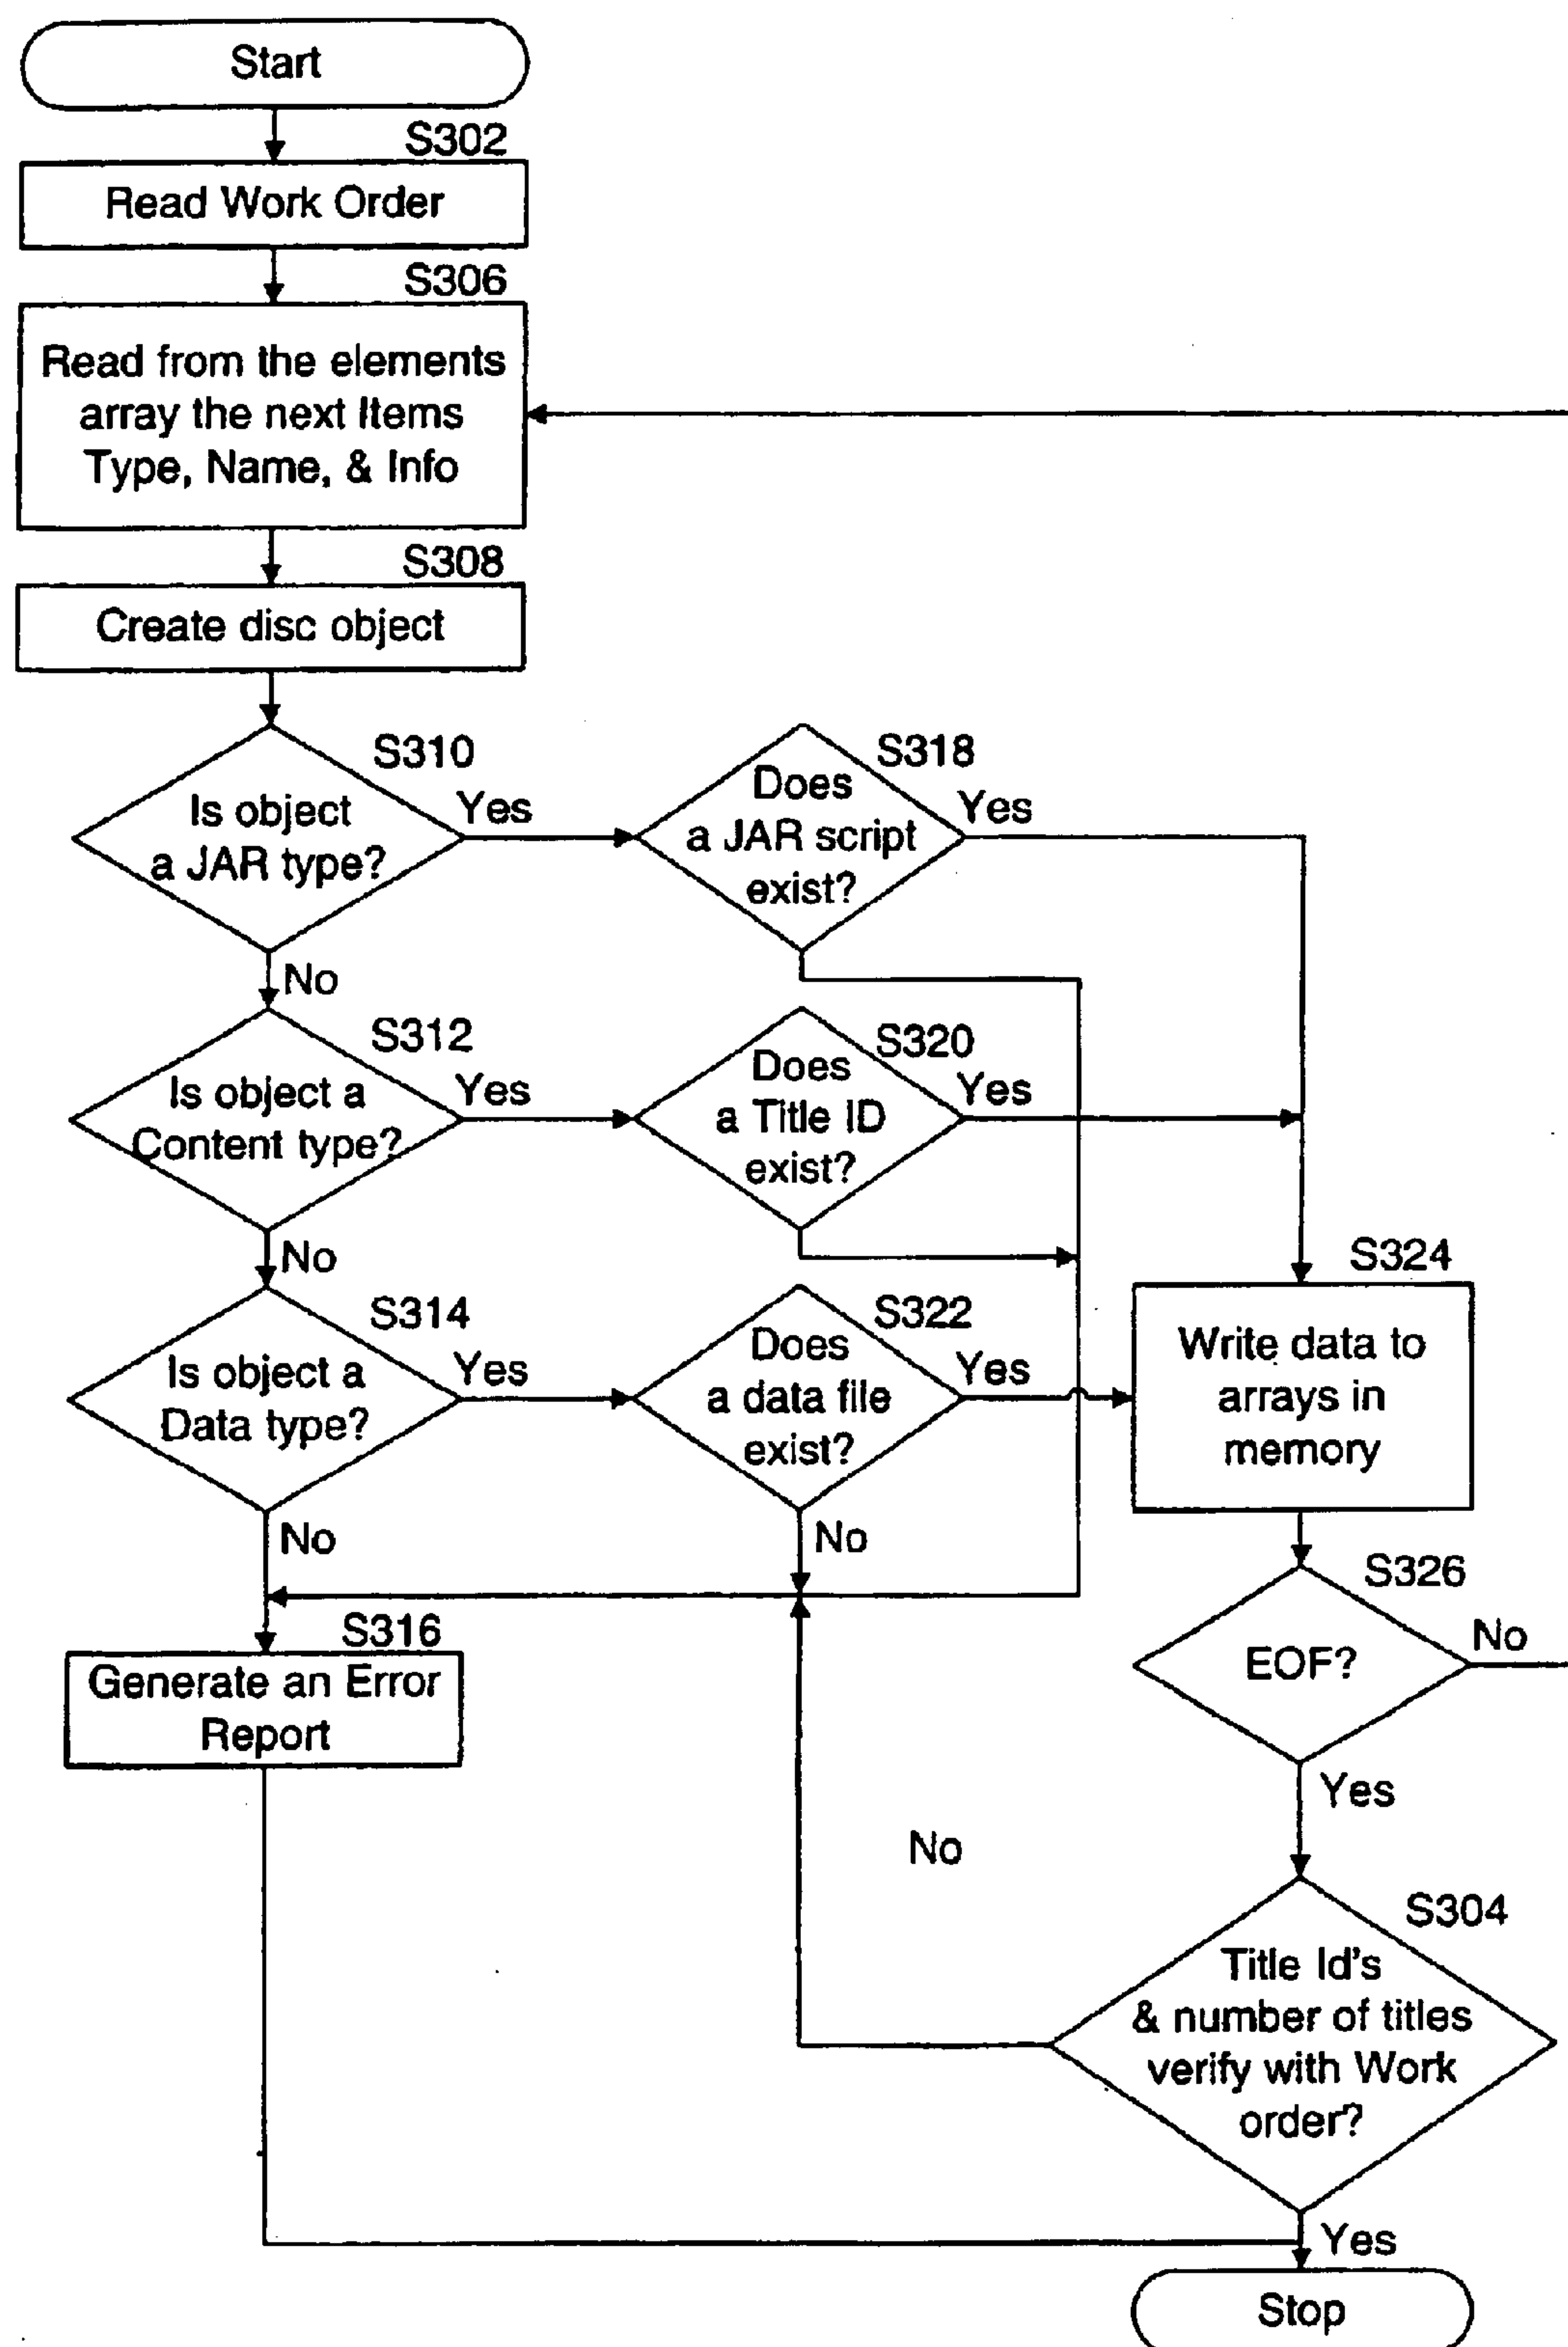 Start
S302
Read Work Order
S306
Read from the elements
array the next Items
Type, Name, & Info
S308
Create disc object
S310
Is object
a JAR type?
Yes
S318
Does
a JAR script
exist?
Yes
No
S312
Is object a
Content type?
Yes
S320
Does
a Title ID
exist?
Yes
No
S314
Is object a
Data type?
Yes
S322
Does
a data file
exist?
Yes
S324
Write data to
arrays in
memory
No
No
S316
Generate an Error
Report
S326
EOF?
No
Yes
No
S304
Title Id's
& number of titles
verify with Work
order?
Yes
Stop